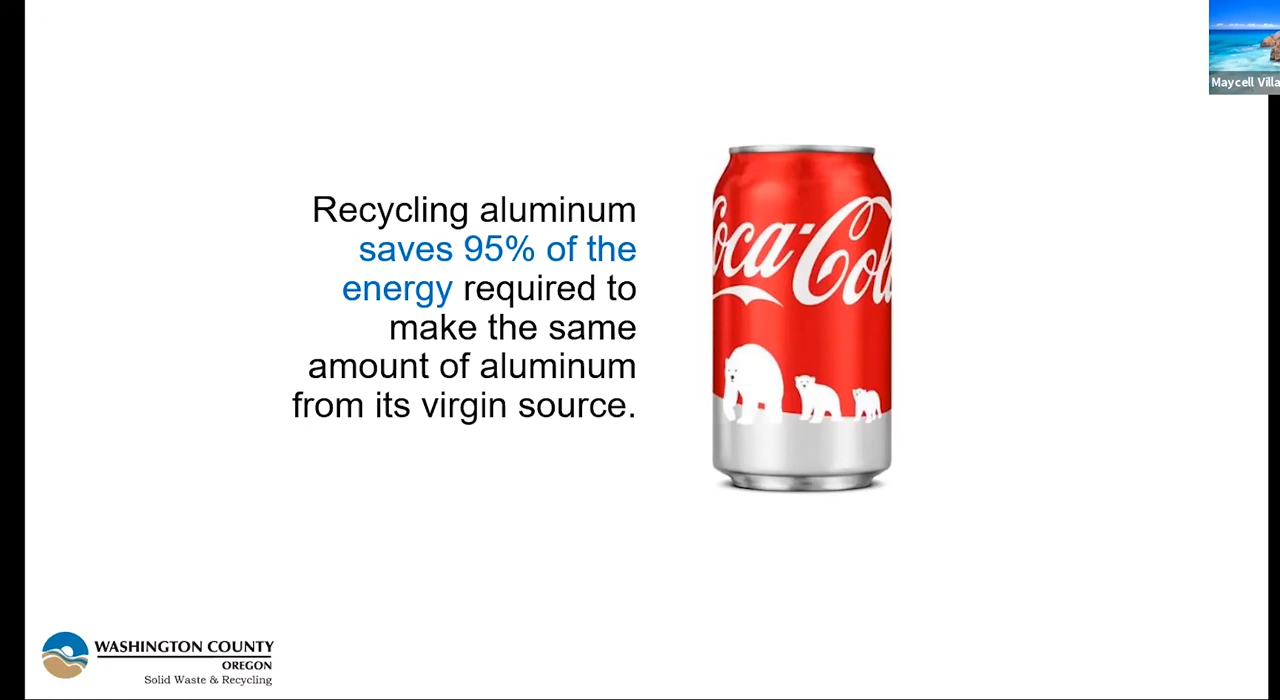 Maycell Villa
Recycling aluminum
saves 95% of the
energy required to
make the same
amount of aluminum
from its virgin source.
Coca-Cola
WASHINGTON COUNTY
OREGON
Solid Waste & Recycling